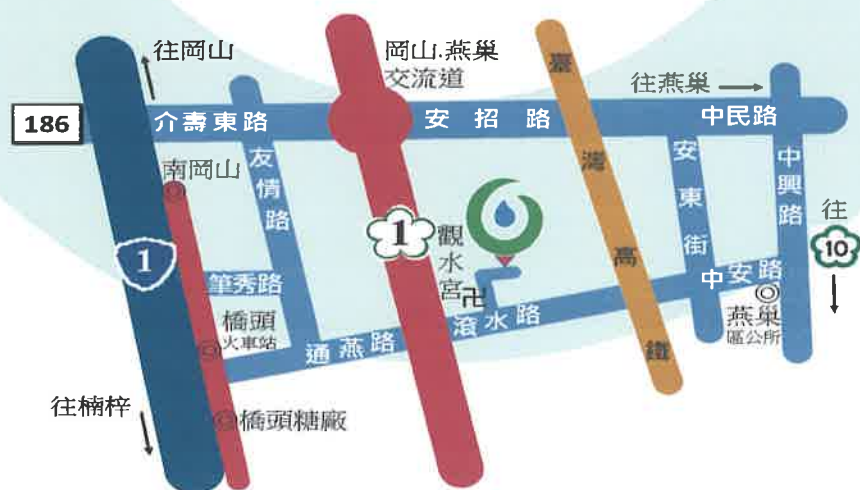 往岡山
岡山.燕巢
交流道
臺灣高鐵
往燕巢
186
介壽東路
安招路
中民路
南岡山
友情路
安東街
中興路
往
10
1
1
觀水宮
卍
筆秀路
中安路
橋頭
火車站
通燕路
滾水路
燕巢
區公所
往楠梓
橋頭糖廠